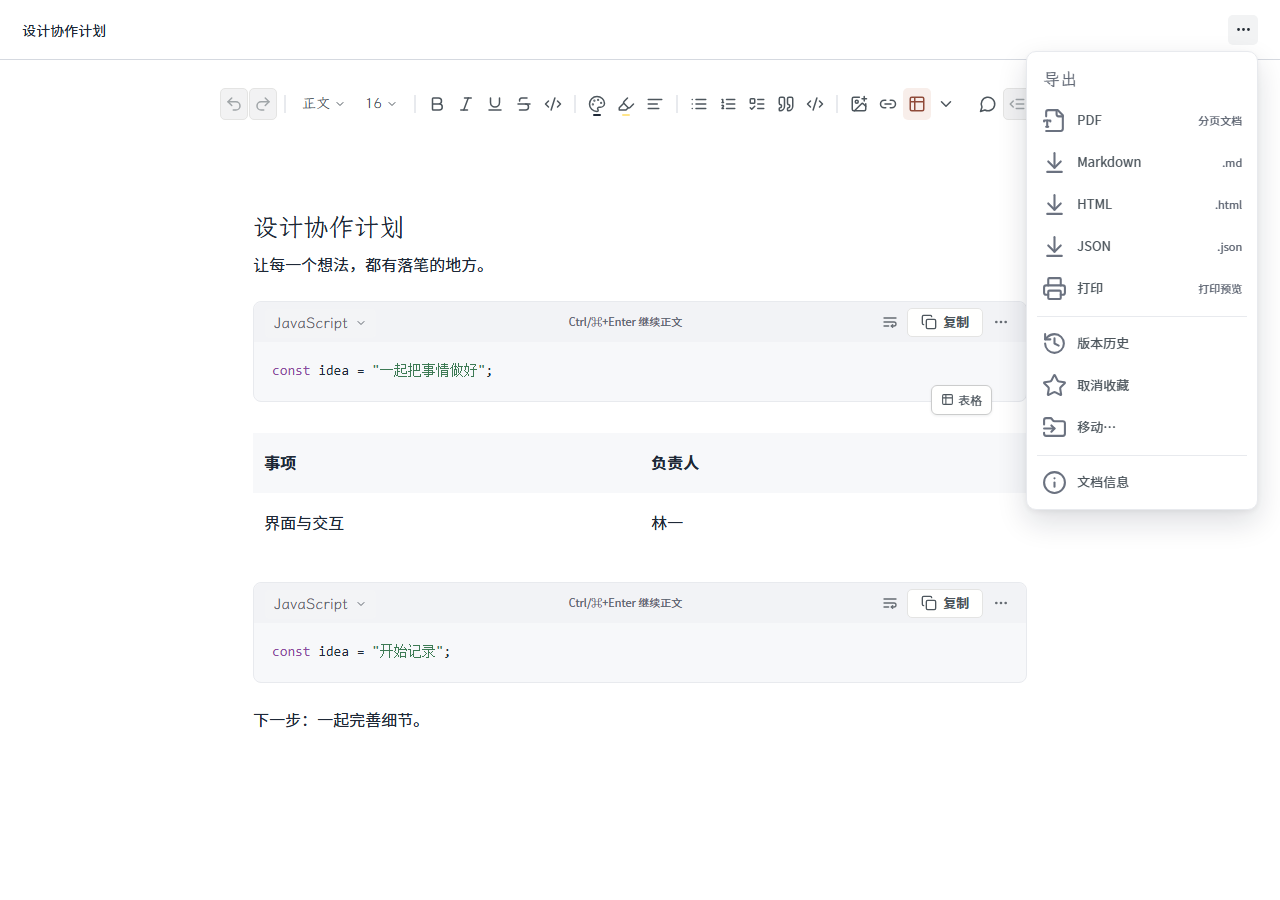 设计协作计划
正文 16
导出
PDF 分页文档
Markdown .md
HTML .html
JSON .json
打印 打印预览
版本历史
取消收藏
移动…
文档信息
设计协作计划
让每一个想法，都有落笔的地方。
JavaScript Ctrl/⌘+Enter 继续正文 复制
const idea = "一起把事情做好";
表格
事项 负责人
界面与交互 林一
JavaScript Ctrl/⌘+Enter 继续正文 复制
const idea = "开始记录";
下一步：一起完善细节。